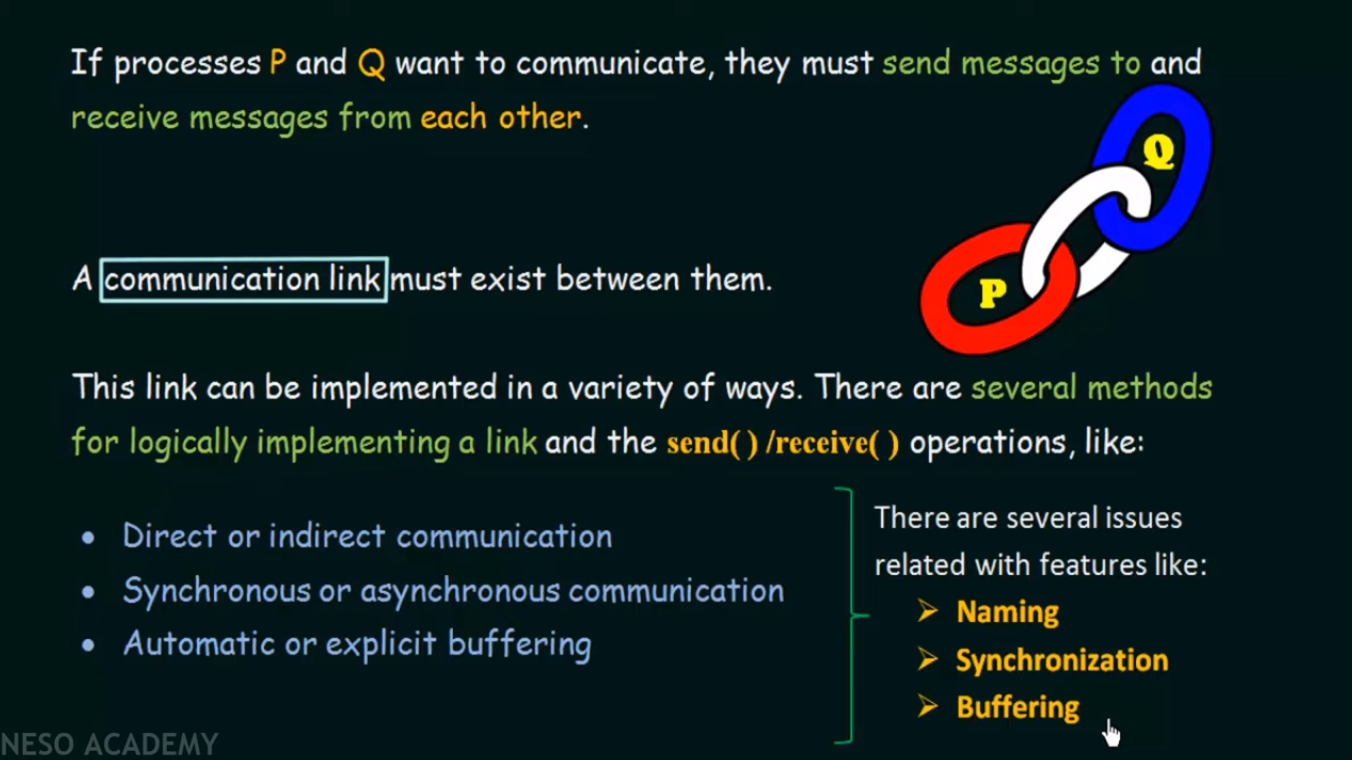 If processes P and Q want to communicate, they must send messages to and
receive messages from each other.
Q
P
A communication link must exist between them.
This link can be implemented in a variety of ways. There are several methods
for logically implementing a link and the send( ) /receive( ) operations, like:
• Direct or indirect communication
• Synchronous or asynchronous communication
• Automatic or explicit buffering
There are several issues
related with features like:
➢ Naming
➢ Synchronization
➢ Buffering
NESO ACADEMY